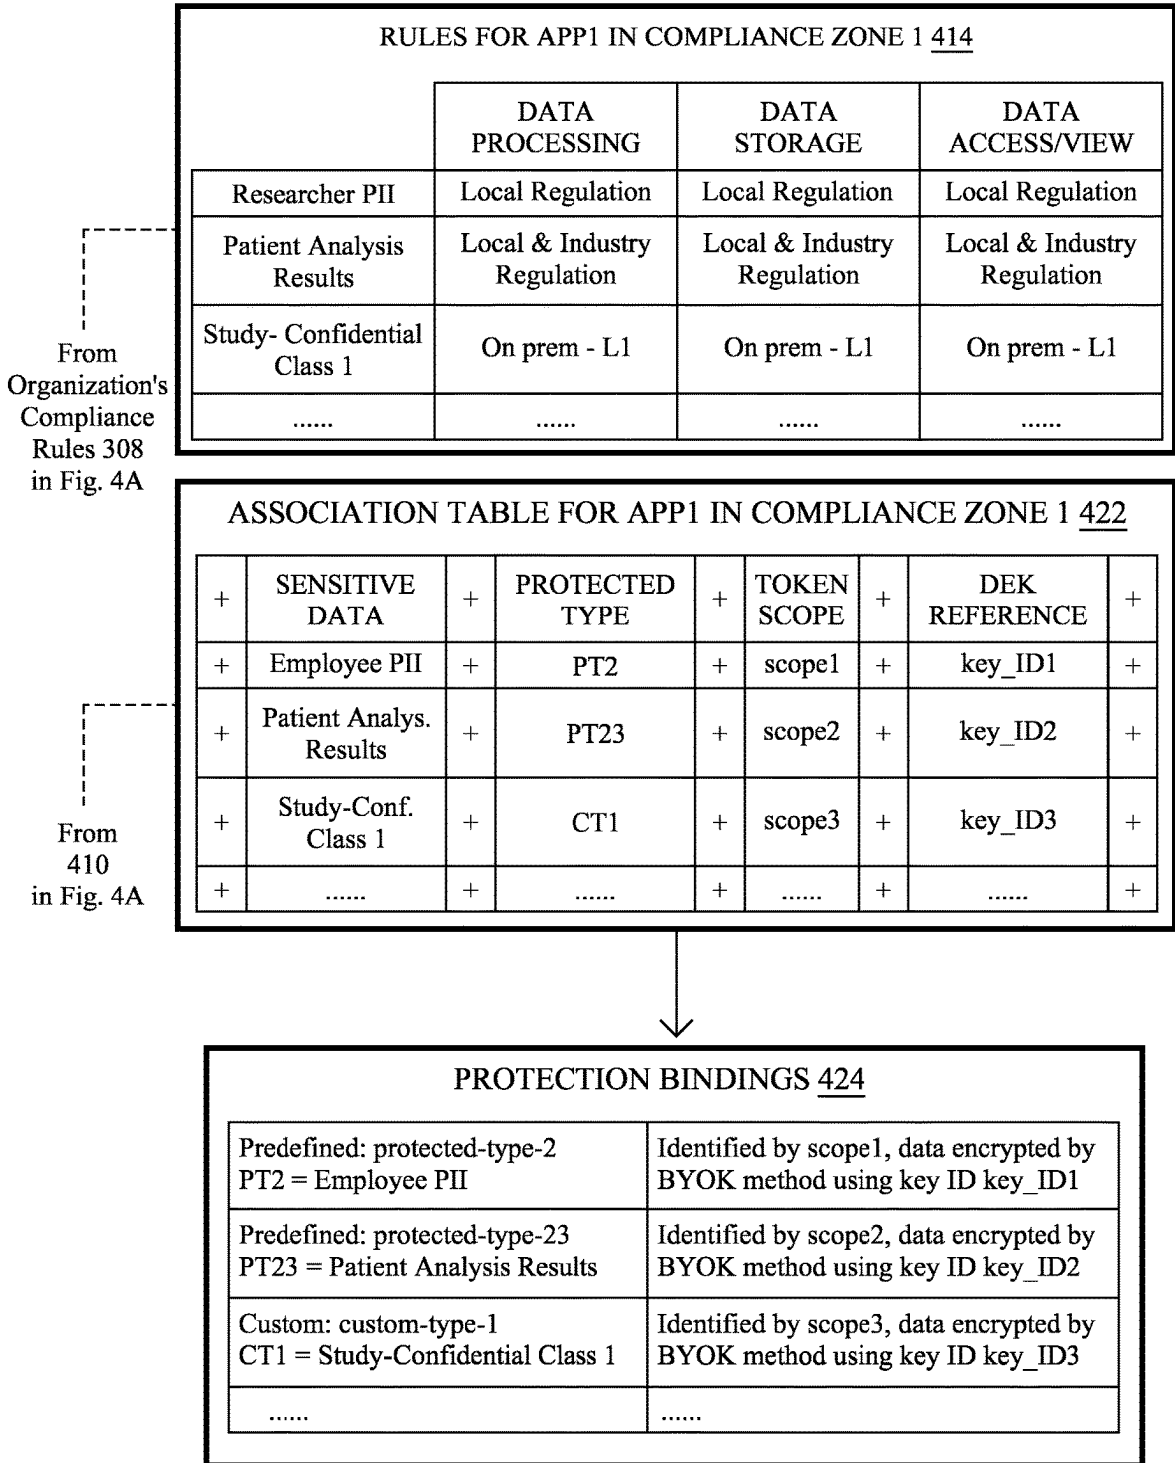 RULES FOR APP1 IN COMPLIANCE ZONE 1 414
DATA PROCESSING DATA STORAGE DATA ACCESS/VIEW
Researcher PII Local Regulation Local Regulation Local Regulation
Patient Analysis Results Local & Industry Regulation Local & Industry Regulation Local & Industry Regulation
Study- Confidential Class 1 On prem - L1 On prem - L1 On prem - L1
...... ...... ...... ......
From
Organization's
Compliance
Rules 308
in Fig. 4A
ASSOCIATION TABLE FOR APP1 IN COMPLIANCE ZONE 1 422
+ SENSITIVE DATA + PROTECTED TYPE + TOKEN SCOPE + DEK REFERENCE +
+ Employee PII + PT2 + scope1 + key_ID1 +
+ Patient Analys. Results + PT23 + scope2 + key_ID2 +
+ Study-Conf. Class 1 + CT1 + scope3 + key_ID3 +
+ ...... + ...... + ...... + ...... +
From
410
in Fig. 4A
PROTECTION BINDINGS 424
Predefined: protected-type-2
PT2 = Employee PII
Identified by scope1, data encrypted by
BYOK method using key ID key_ID1
Predefined: protected-type-23
PT23 = Patient Analysis Results
Identified by scope2, data encrypted by
BYOK method using key ID key_ID2
Custom: custom-type-1
CT1 = Study-Confidential Class 1
Identified by scope3, data encrypted by
BYOK method using key ID key_ID3
...... ......